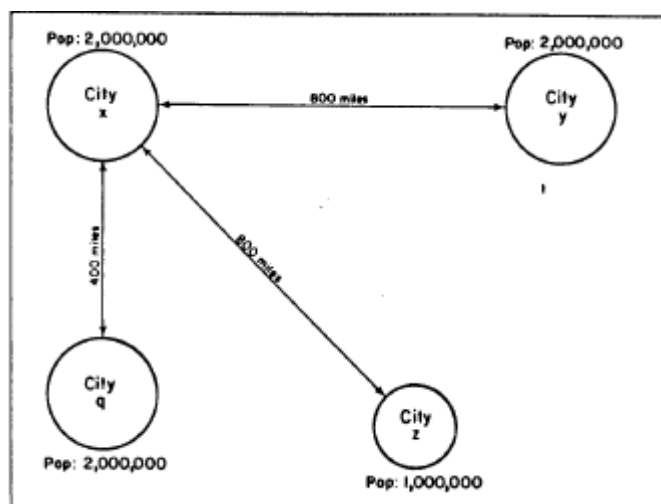 Pop: 2,000,000
Pop: 2,000,000
City
x
800 miles
City
y
800 miles
400 miles
City
q
City
z
Pop: 2,000,000
Pop: 1,000,000